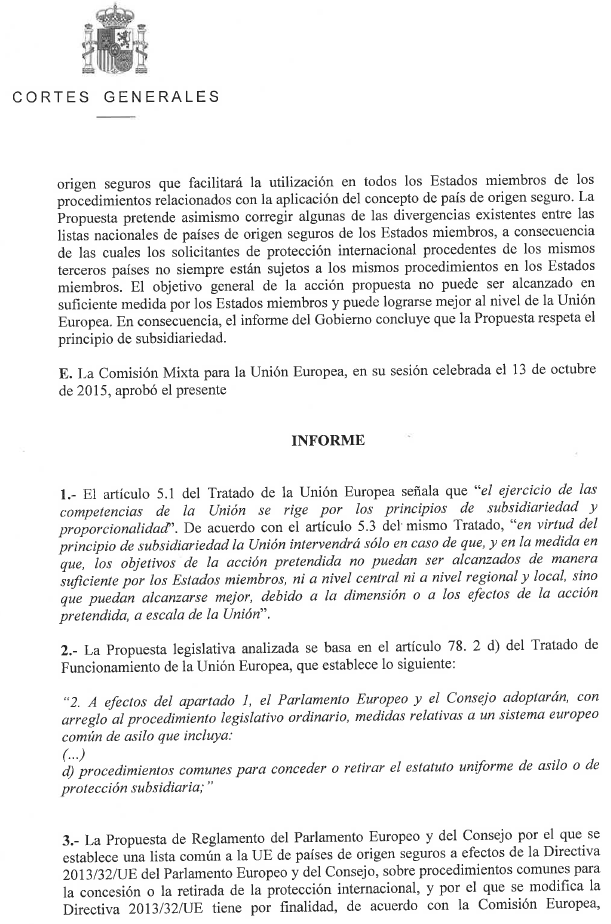 CORTES GENERALES
origen seguros que facilitará la utilización en todos los Estados miembros de los
procedimientos relacionados con la aplicación del concepto de país de origen seguro. La
Propuesta pretende asimismo corregir algunas de las divergencias existentes entre las
listas nacionales de países de origen seguros de los Estados miembros, a consecuencia
de las cuales los solicitantes de protección internacional procedentes de los mismos
terceros países no siempre están sujetos a los mismos procedimientos en los Estados
miembros. El objetivo general de la acción propuesta no puede ser alcanzado en
suficiente medida por los Estados miembros y puede lograrse mejor al nivel de la Unión
Europea. En consecuencia, el informe del Gobierno concluye que la Propuesta respeta el
principio de subsidiariedad.
E. La Comisión Mixta para la Unión Europea, en su sesión celebrada el 13 de octubre
de 2015, aprobó el presente
INFORME
1.- El artículo 5.1 del Tratado de la Unión Europea señala que “el ejercicio de las
competencias de la Unión se rige por los principios de subsidiariedad y
proporcionalidad”. De acuerdo con el artículo 5.3 del mismo Tratado, “en virtud del
principio de subsidiariedad la Unión intervendrá sólo en caso de que, y en la medida en
que, los objetivos de la acción pretendida no puedan ser alcanzados de manera
suficiente por los Estados miembros, ni a nivel central ni a nivel regional y local, sino
que puedan alcanzarse mejor, debido a la dimensión o a los efectos de la acción
pretendida, a escala de la Unión”.
2.- La Propuesta legislativa analizada se basa en el artículo 78. 2 d) del Tratado de
Funcionamiento de la Unión Europea, que establece lo siguiente:
“2. A efectos del apartado 1, el Parlamento Europeo y el Consejo adoptarán, con
arreglo al procedimiento legislativo ordinario, medidas relativas a un sistema europeo
común de asilo que incluya:
(...)
d) procedimientos comunes para conceder o retirar el estatuto uniforme de asilo o de
protección subsidiaria;”
3.- La Propuesta de Reglamento del Parlamento Europeo y del Consejo por el que se
establece una lista común a la UE de países de origen seguros a efectos de la Directiva
2013/32/UE del Parlamento Europeo y del Consejo, sobre procedimientos comunes para
la concesión o la retirada de la protección internacional, y por el que se modifica la
Directiva 2013/32/UE tiene por finalidad, de acuerdo con la Comisión Europea,